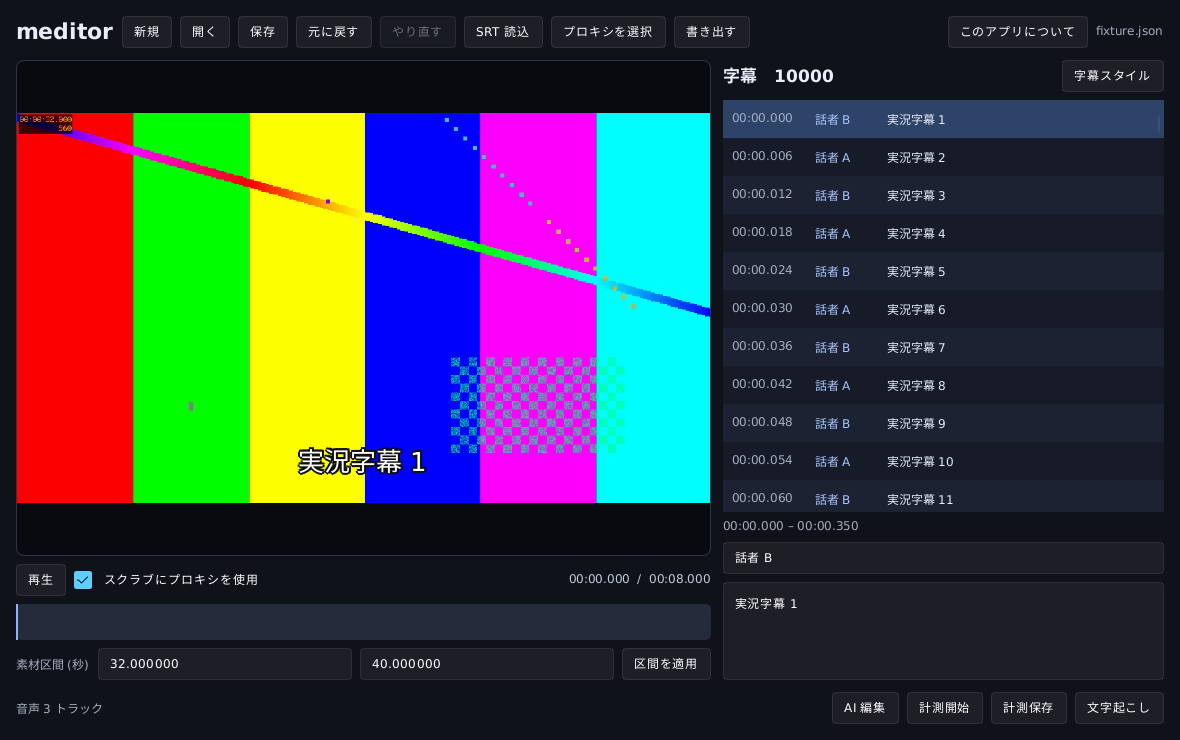 meditor 新規 開く 保存 元に戻す やり直す SRT 読込 プロキシを選択 書き出す このアプリについて fixture.json
00:00:32.000
560
実況字幕 1
再生 スクラブにプロキシを使用 00:00.000 / 00:08.000
素材区間 (秒) 32.000000 40.000000 区間を適用
音声 3 トラック
字幕 10000 字幕スタイル
00:00.000 話者 B 実況字幕 1
00:00.006 話者 A 実況字幕 2
00:00.012 話者 B 実況字幕 3
00:00.018 話者 A 実況字幕 4
00:00.024 話者 B 実況字幕 5
00:00.030 話者 A 実況字幕 6
00:00.036 話者 B 実況字幕 7
00:00.042 話者 A 実況字幕 8
00:00.048 話者 B 実況字幕 9
00:00.054 話者 A 実況字幕 10
00:00.060 話者 B 実況字幕 11
00:00.000 – 00:00.350
話者 B
実況字幕 1
AI 編集 計測開始 計測保存 文字起こし